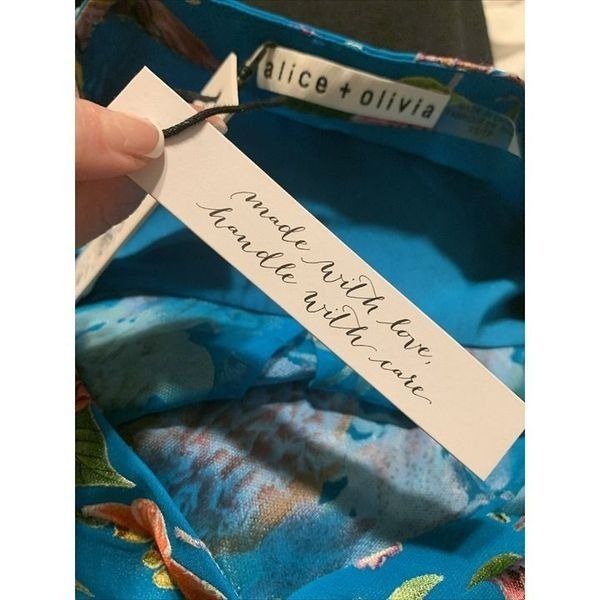 alice + olivia
made with love,
handle with care